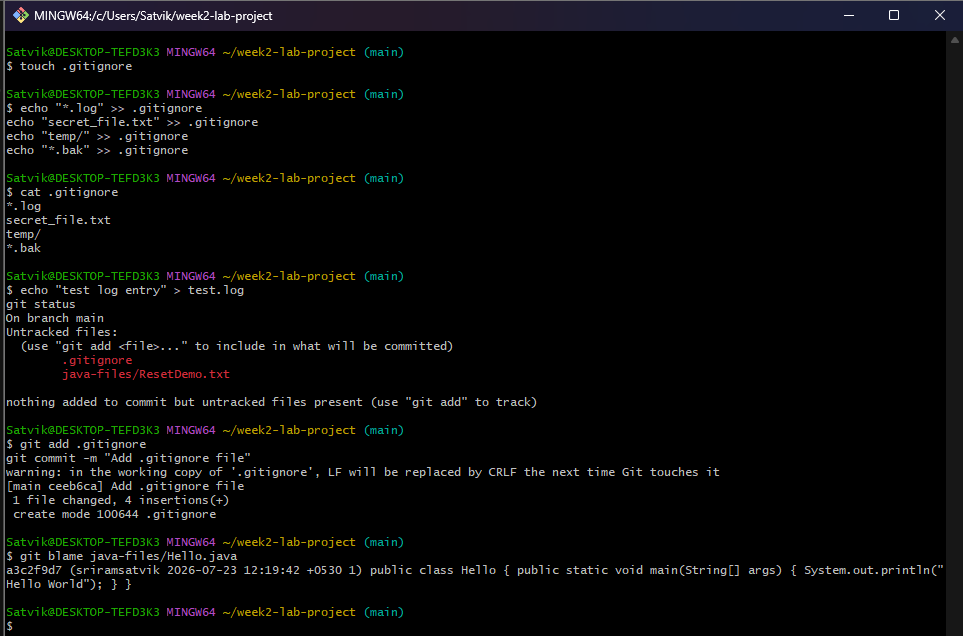 MINGW64:/c/Users/Satvik/week2-lab-project
Satvik@DESKTOP-TEFD3K3 MINGW64 ~/week2-lab-project (main)
$ touch .gitignore
Satvik@DESKTOP-TEFD3K3 MINGW64 ~/week2-lab-project (main)
$ echo "*.log" >> .gitignore
echo "secret_file.txt" >> .gitignore
echo "temp/" >> .gitignore
echo "*.bak" >> .gitignore
Satvik@DESKTOP-TEFD3K3 MINGW64 ~/week2-lab-project (main)
$ cat .gitignore
*.log
secret_file.txt
temp/
*.bak
Satvik@DESKTOP-TEFD3K3 MINGW64 ~/week2-lab-project (main)
$ echo "test log entry" > test.log
git status
On branch main
Untracked files:
  (use "git add <file>..." to include in what will be committed)
        .gitignore
        java-files/ResetDemo.txt
nothing added to commit but untracked files present (use "git add" to track)
Satvik@DESKTOP-TEFD3K3 MINGW64 ~/week2-lab-project (main)
$ git add .gitignore
git commit -m "Add .gitignore file"
warning: in the working copy of '.gitignore', LF will be replaced by CRLF the next time Git touches it
[main ceeb6ca] Add .gitignore file
 1 file changed, 4 insertions(+)
 create mode 100644 .gitignore
Satvik@DESKTOP-TEFD3K3 MINGW64 ~/week2-lab-project (main)
$ git blame java-files/Hello.java
a3c2f9d7 (sriramsatvik 2026-07-23 12:19:42 +0530 1) public class Hello { public static void main(String[] args) { System.out.println("
Hello World"); } }
Satvik@DESKTOP-TEFD3K3 MINGW64 ~/week2-lab-project (main)
$